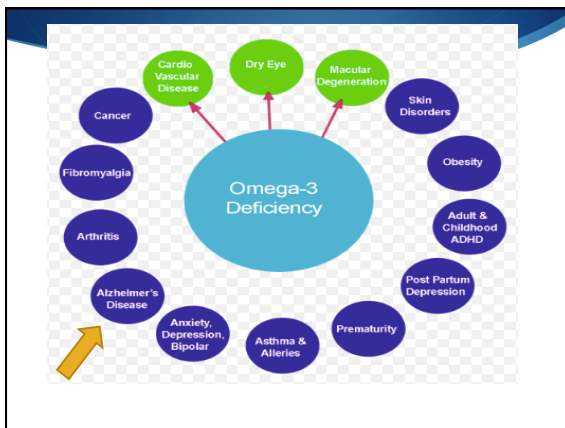 Cardio
Vascular
Disease
Dry Eye
Macular
Degeneration
Skin
Disorders
Cancer
Obesity
Fibromyalgia
Omega-3
Deficiency
Adult &
Childhood
ADHD
Arthritis
Post Partum
Depression
Alzhelmer's
Disease
Anxiety,
Depression,
Bipolar
Asthma &
Alleries
Prematurity